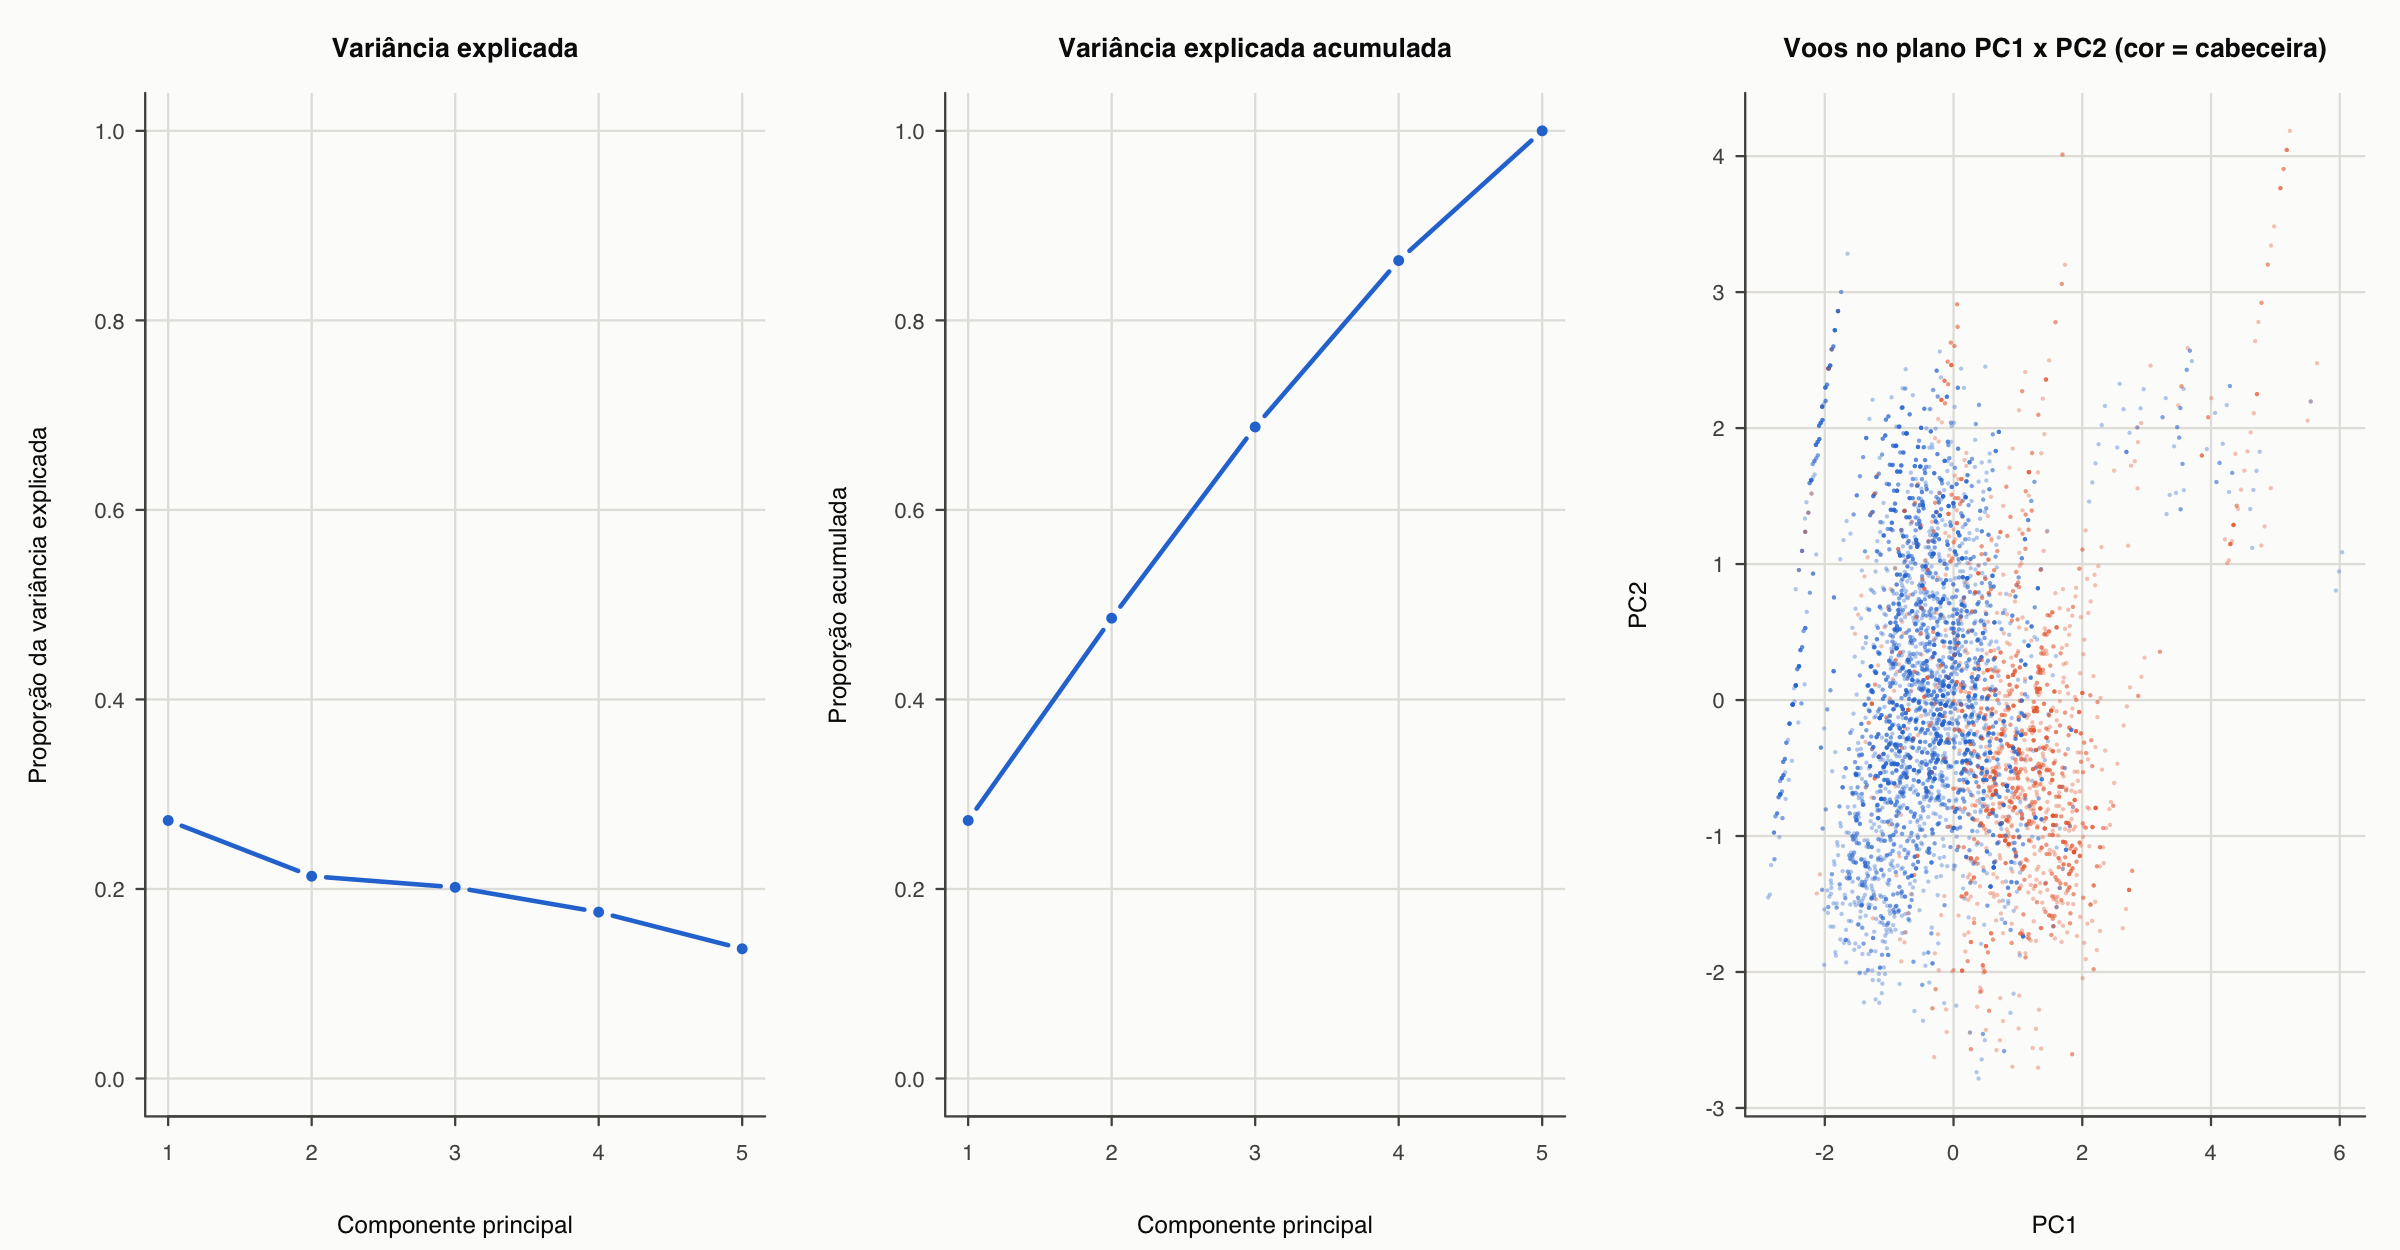 Variância explicada
Proporção da variância explicada
1.0
0.8
0.6
0.4
0.2
0.0
1 2 3 4 5
Componente principal
Variância explicada acumulada
Proporção acumulada
1.0
0.8
0.6
0.4
0.2
0.0
1 2 3 4 5
Componente principal
Voos no plano PC1 x PC2 (cor = cabeceira)
PC2
4
3
2
1
0
-1
-2
-3
-2 0 2 4 6
PC1